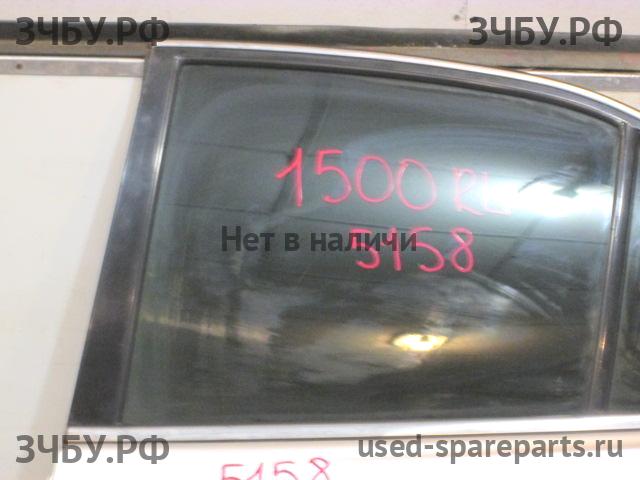 ЗЧБУ.РФ ЗЧБУ.РФ
1500 RL
Нет в наличи
5158
ЗЧБУ.РФ used-spareparts.ru
5158